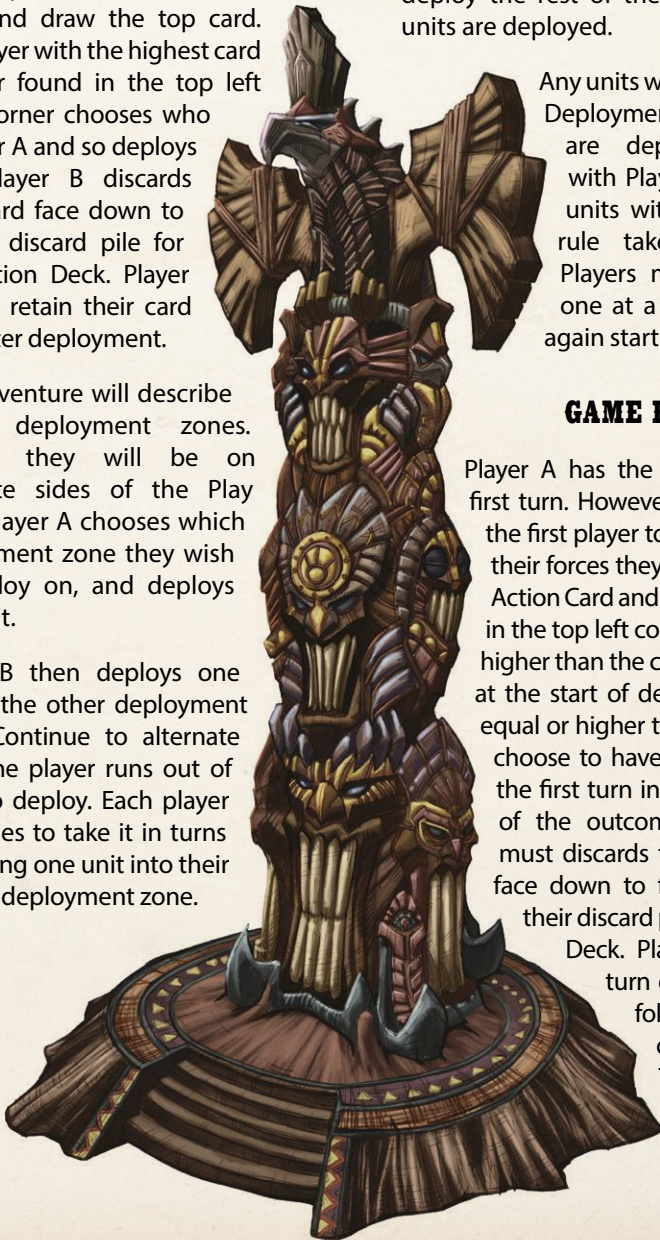 nd draw the top card.
yer with the highest card
r found in the top left
orner chooses who
r A and so deploys
layer B discards
ard face down to
discard pile for
tion Deck. Player
retain their card
ter deployment.
venture will describe
deployment zones.
they will be on
te sides of the Play
layer A chooses which
ment zone they wish
loy on, and deploys
t.
B then deploys one
the other deployment
Continue to alternate
ne player runs out of
o deploy. Each player
es to take it in turns
ng one unit into their
deployment zone.
deploy the rest of the
units are deployed.
Any units w
Deploymen
are dep
with Play
units wit
rule take
Players m
one at a
again start
GAME
Player A has the
first turn. Howeve
the first player to
their forces they
Action Card and
in the top left co
higher than the c
at the start of de
equal or higher t
choose to have
the first turn in
of the outcom
must discards t
face down to f
their discard p
Deck. Pla
turn
fol